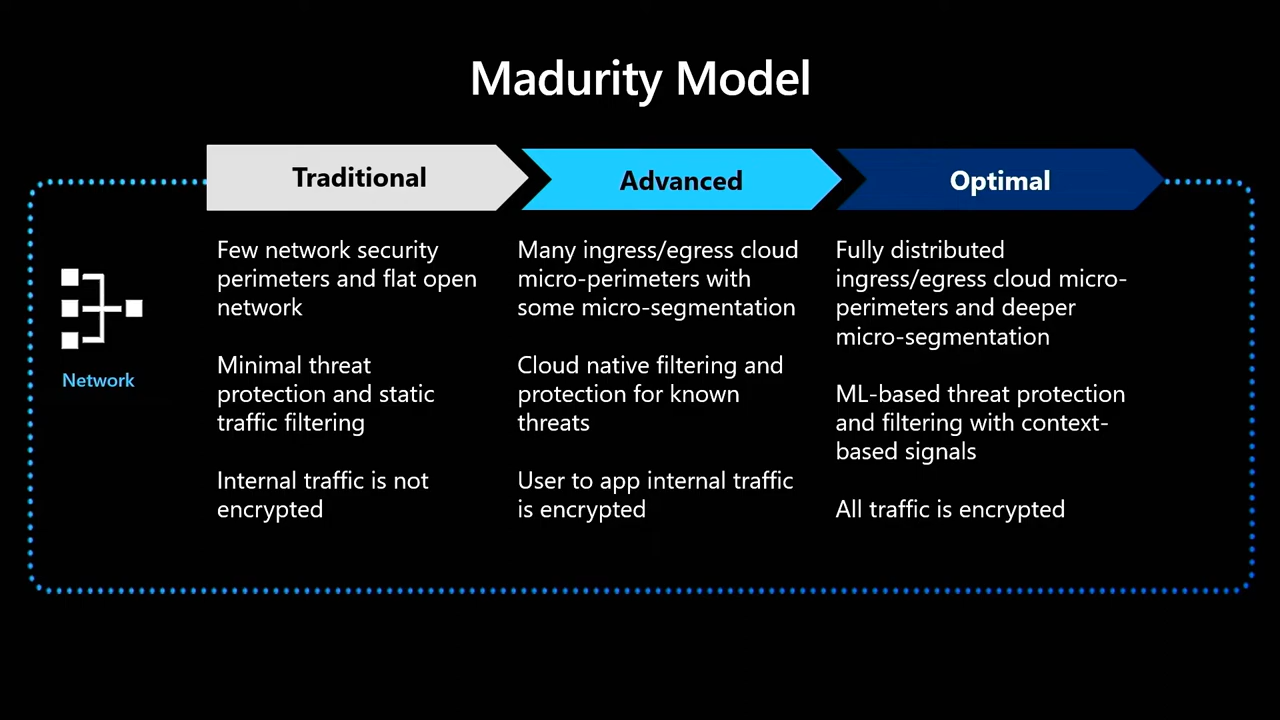 Madurity Model
Traditional
Advanced
Optimal
Network
Few network security
perimeters and flat open
network
Minimal threat
protection and static
traffic filtering
Internal traffic is not
encrypted
Many ingress/egress cloud
micro-perimeters with
some micro-segmentation
Cloud native filtering and
protection for known
threats
User to app internal traffic
is encrypted
Fully distributed
ingress/egress cloud micro-
perimeters and deeper
micro-segmentation
ML-based threat protection
and filtering with context-
based signals
All traffic is encrypted